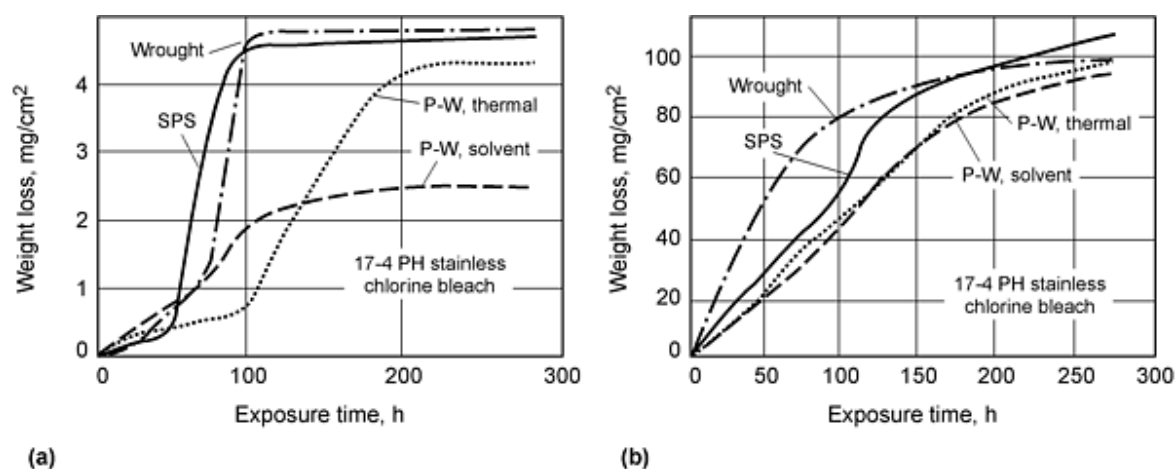 Weight loss, mg/cm²
4
3
2
1
0
Wrought
SPS
P-W, thermal
P-W, solvent
17-4 PH stainless
chlorine bleach
0 100 200 300
Exposure time, h
(a)
Weight loss, mg/cm²
100
80
60
40
20
0
Wrought
SPS
P-W, thermal
P-W, solvent
17-4 PH stainless
chlorine bleach
0 50 100 150 200 250 300
Exposure time, h
(b)